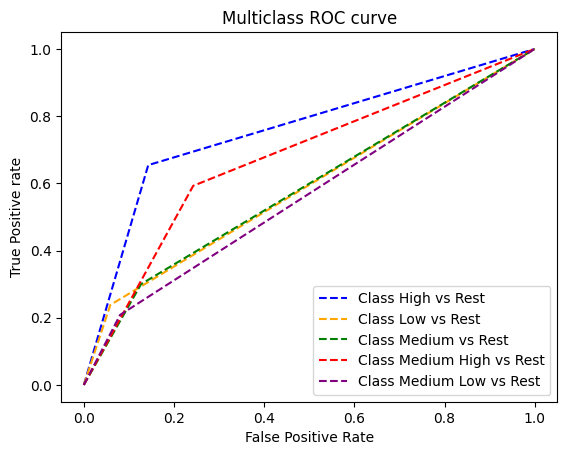 Multiclass ROC curve
True Positive rate
1.0
0.8
0.6
0.4
0.2
0.0
Class High vs Rest
Class Low vs Rest
Class Medium vs Rest
Class Medium High vs Rest
Class Medium Low vs Rest
0.0 0.2 0.4 0.6 0.8 1.0
False Positive Rate